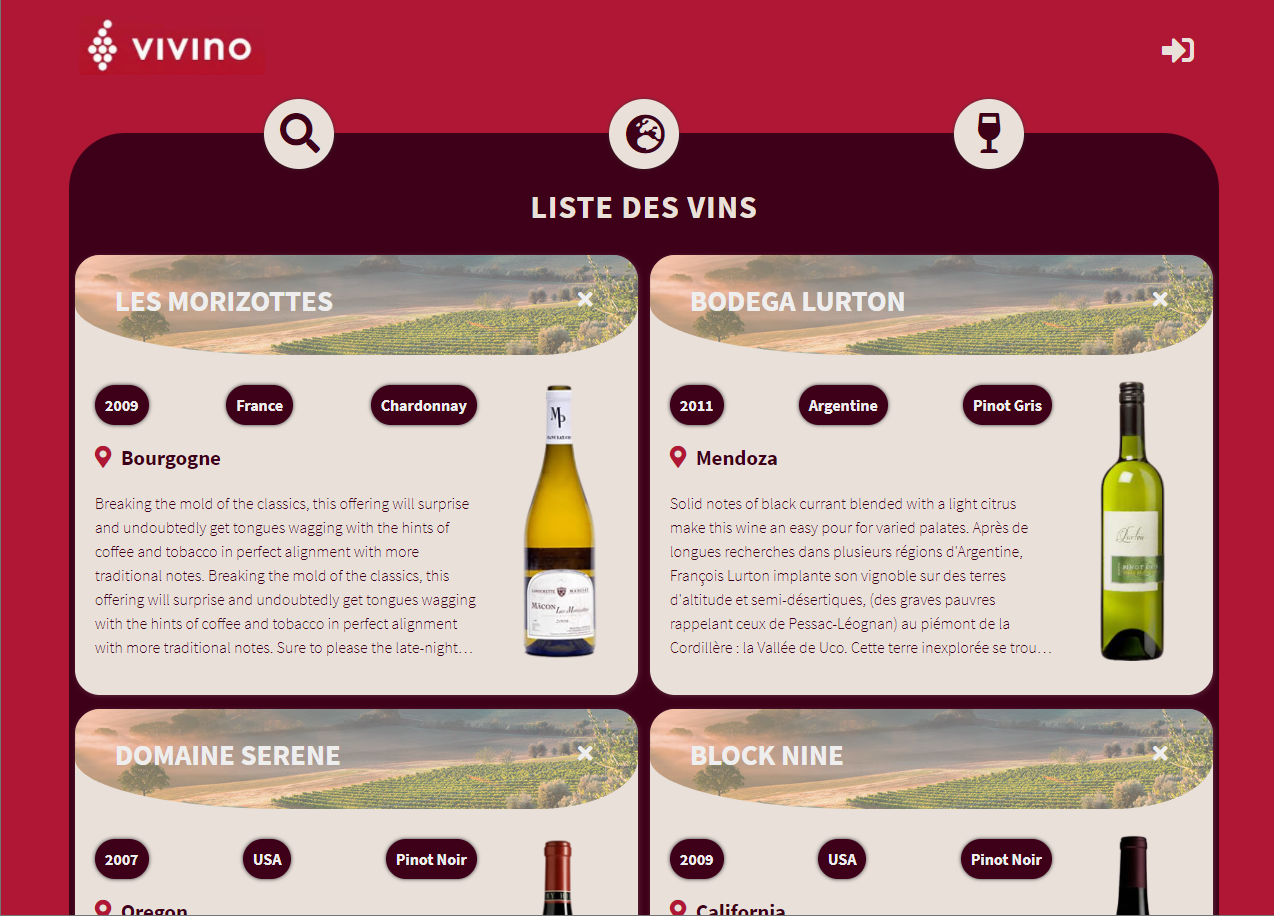 vivino
LISTE DES VINS
LES MORIZOTTES
2009
France
Chardonnay
Bourgogne
Breaking the mold of the classics, this offering will surprise
and undoubtedly get tongues wagging with the hints of
coffee and tobacco in perfect alignment with more
traditional notes. Breaking the mold of the classics, this
offering will surprise and undoubtedly get tongues wagging
with the hints of coffee and tobacco in perfect alignment
with more traditional notes. Sure to please the late-night…
MP
MÂCON Les Morizottes
2009
BODEGA LURTON
2011
Argentine
Pinot Gris
Mendoza
Solid notes of black currant blended with a light citrus
make this wine an easy pour for varied palates. Après de
longues recherches dans plusieurs régions d'Argentine,
François Lurton implante son vignoble sur des terres
d'altitude et semi-désertiques, (des graves pauvres
rappelant ceux de Pessac-Léognan) au piémont de la
Cordillère : la Vallée de Uco. Cette terre inexplorée se trou…
Lurton
PINOT GRIS
DOMAINE SERENE
2007
USA
Pinot Noir
Oregon
BLOCK NINE
2009
USA
Pinot Noir
California